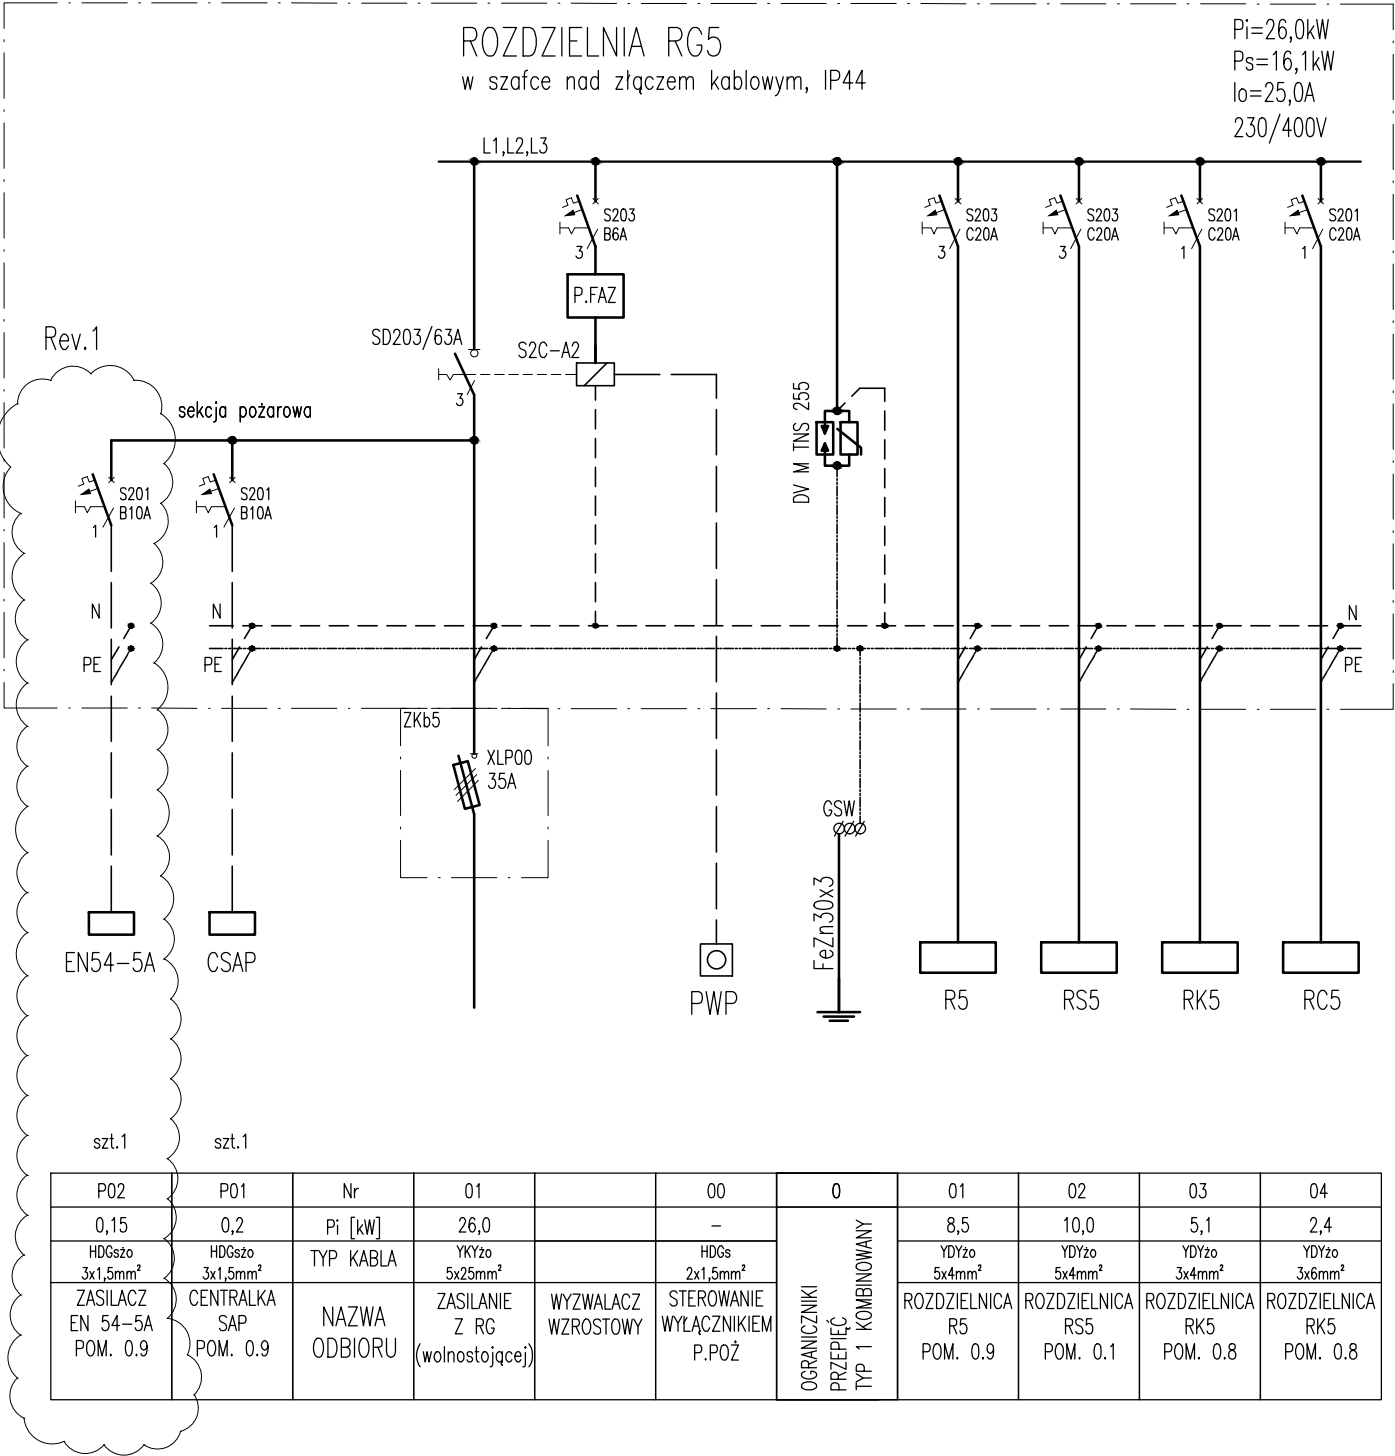 ROZDZIELNIA RG5
w szafce nad złączem kablowym, IP44
Pi=26,0kW
Ps=16,1kW
Io=25,0A
230/400V
L1,L2,L3
S203
B6A
3
P.FAZ
S203
C20A
3
S203
C20A
3
S201
C20A
1
S201
C20A
1
Rev.1
SD203/63A
3
S2C-A2
sekcja pożarowa
DV M TNS 255
S201
B10A
1
S201
B10A
1
N
N
N
PE
PE
PE
ZKb5
XLP00
35A
GSW
FeZn30x3
EN54-5A
CSAP
PWP
R5
RS5
RK5
RC5
szt.1
szt.1
P02
P01
Nr
01
00
0
01
02
03
04
0,15
0,2
Pi [kW]
26,0
-
8,5
10,0
5,1
2,4
HDGsżo
3x1,5mm²
HDGsżo
3x1,5mm²
TYP KABLA
YKYżo
5x25mm²
HDGs
2x1,5mm²
YDYżo
5x4mm²
YDYżo
5x4mm²
YDYżo
3x4mm²
YDYżo
3x6mm²
ZASILACZ
EN 54-5A
POM. 0.9
CENTRALKA
SAP
POM. 0.9
NAZWA
ODBIORU
ZASILANIE
Z RG
(wolnostojącej)
WYZWALACZ
WZROSTOWY
STEROWANIE
WYŁĄCZNIKIEM
P.POŻ
OGRANICZNIKI
PRZEPIĘĆ
TYP 1 KOMBINOWANY
ROZDZIELNICA
R5
POM. 0.9
ROZDZIELNICA
RS5
POM. 0.1
ROZDZIELNICA
RK5
POM. 0.8
ROZDZIELNICA
RK5
POM. 0.8